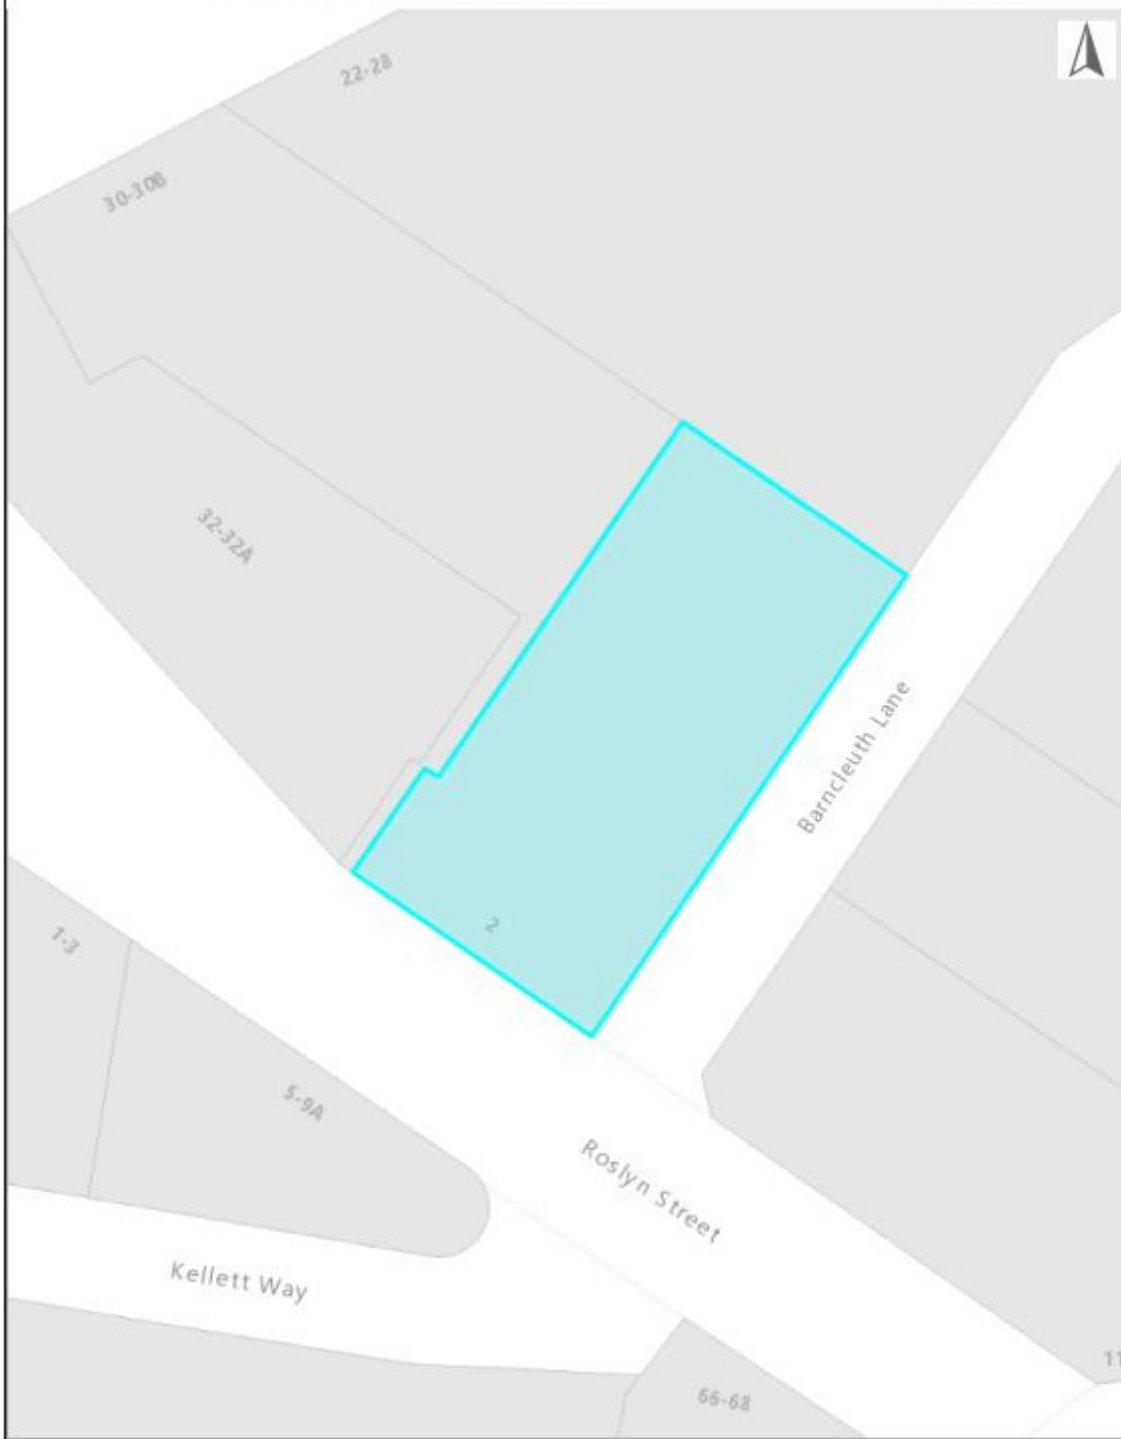 22-28
30-30B
32-32A
Barncleuth Lane
2
1-3
5-9A
Roslyn Street
Kellett Way
11
66-68